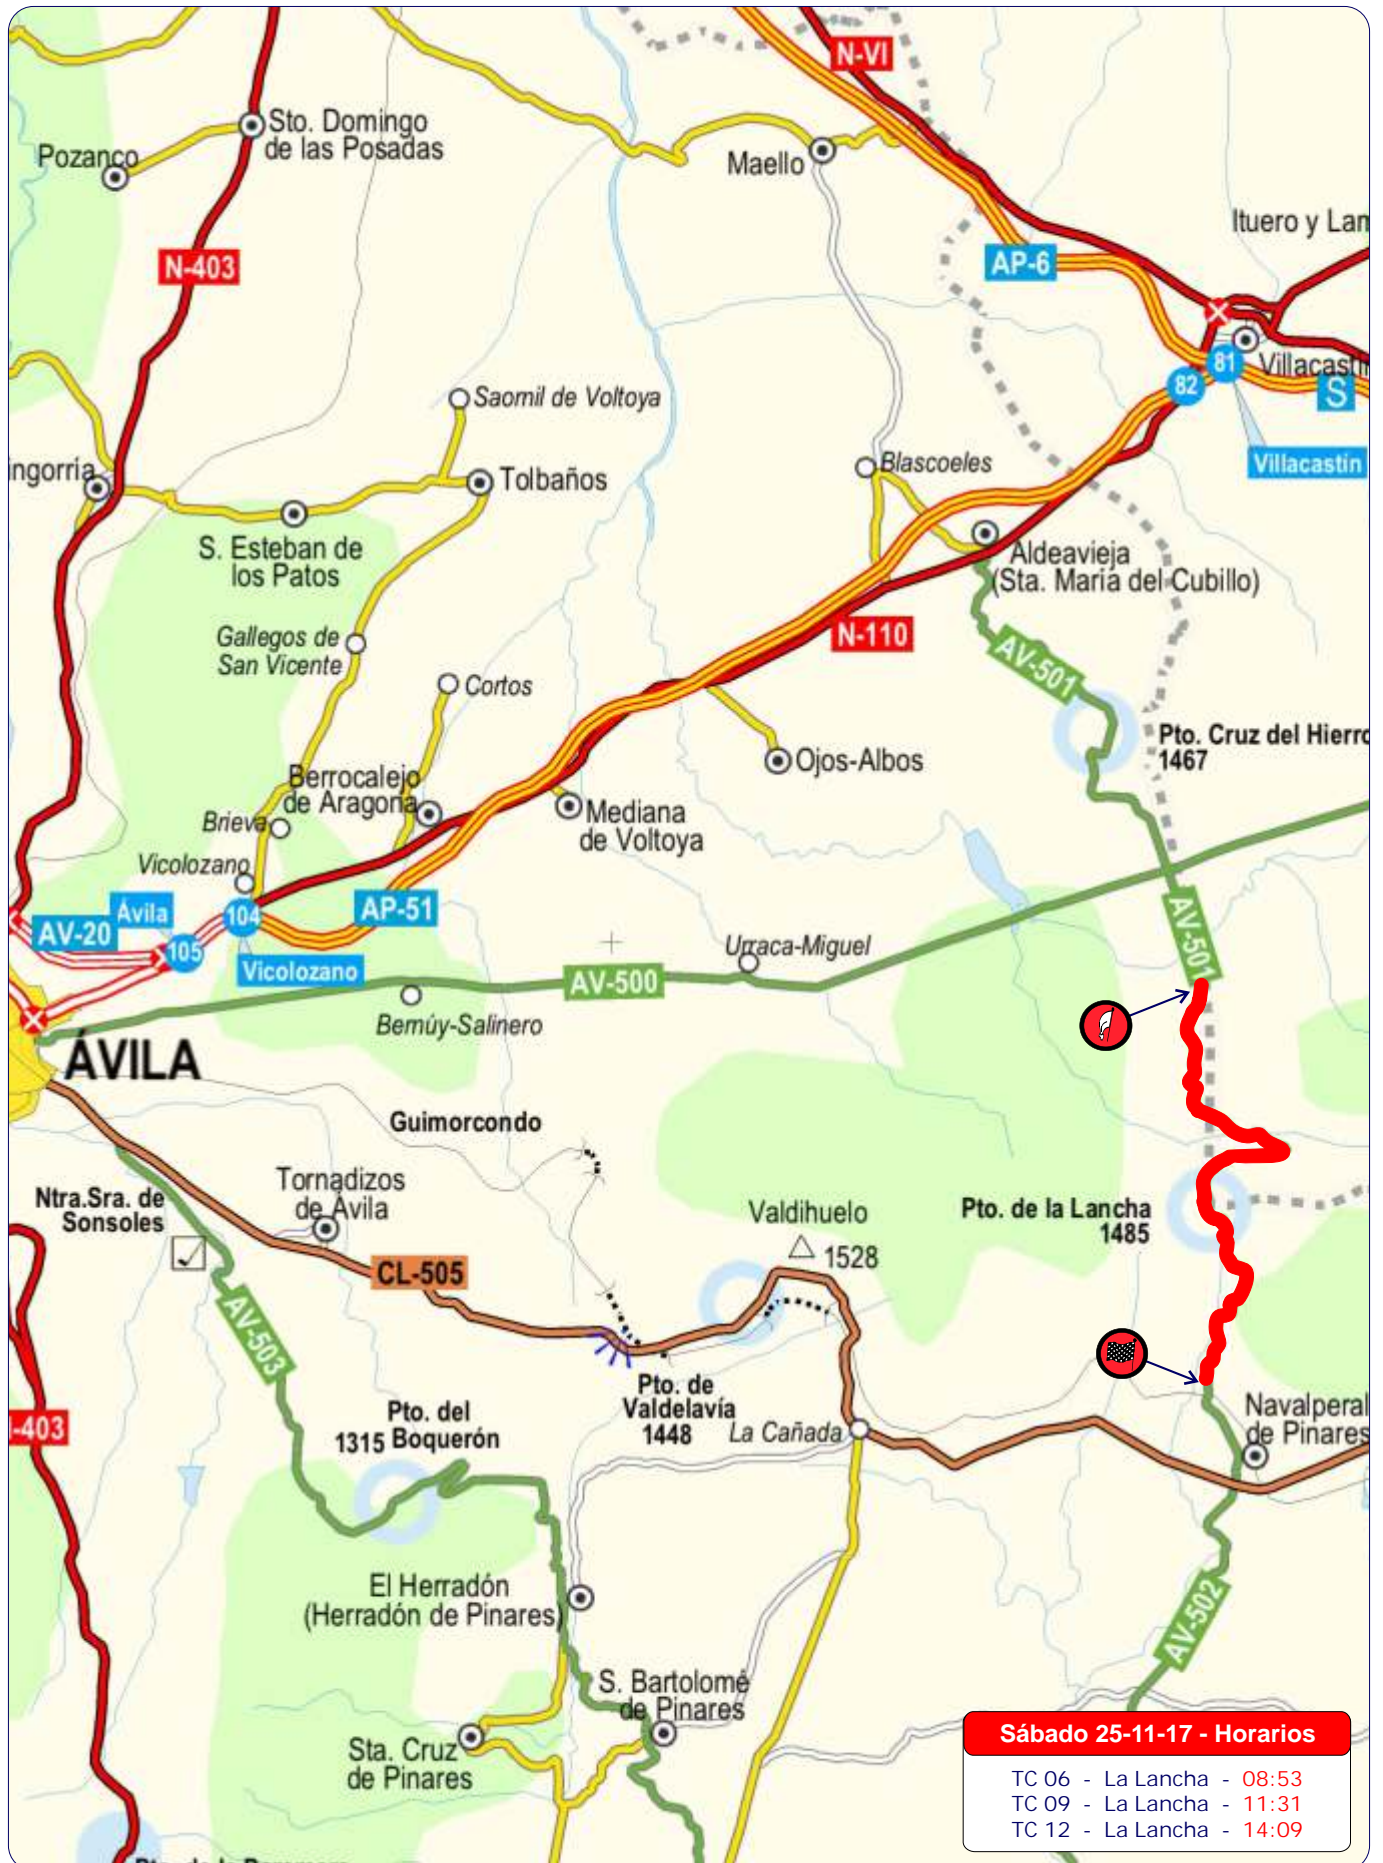 N-VI
Sto. Domingo
de las Posadas
Pozanco
Maello
Ituero y Lan
N-403
AP-6
Villacastín
81
82
S
Saornil de Voltoya
Blascoeles
Villacastín
ingorría
Tolbaños
S. Esteban de
los Patos
Aldeavieja
(Sta. María del Cubillo)
Gallegos de
San Vicente
N-110
AV-501
Cortos
Pto. Cruz del Hierro
1467
Ojos-Albos
Berrocalejo
de Aragona
Mediana
de Voltoya
Brieva
Vicolozano
Ávila
104
AP-51
AV-20
105
Vicolozano
AV-501
Urraca-Miguel
AV-500
Bernúy-Salinero
ÁVILA
Guimorcondo
Ntra.Sra. de
Sonsoles
Tornadizos
de Ávila
Valdihuelo
1528
Pto. de la Lancha
1485
CL-505
AV-503
Pto. de
Valdelavía
1448
La Cañada
Pto. del
1315 Boquerón
-403
Navalperal
de Pinares
El Herradón
(Herradón de Pinares)
AV-502
S. Bartolomé
de Pinares
Sta. Cruz
de Pinares
Sábado 25-11-17 - Horarios
TC 06 - La Lancha - 08:53
TC 09 - La Lancha - 11:31
TC 12 - La Lancha - 14:09